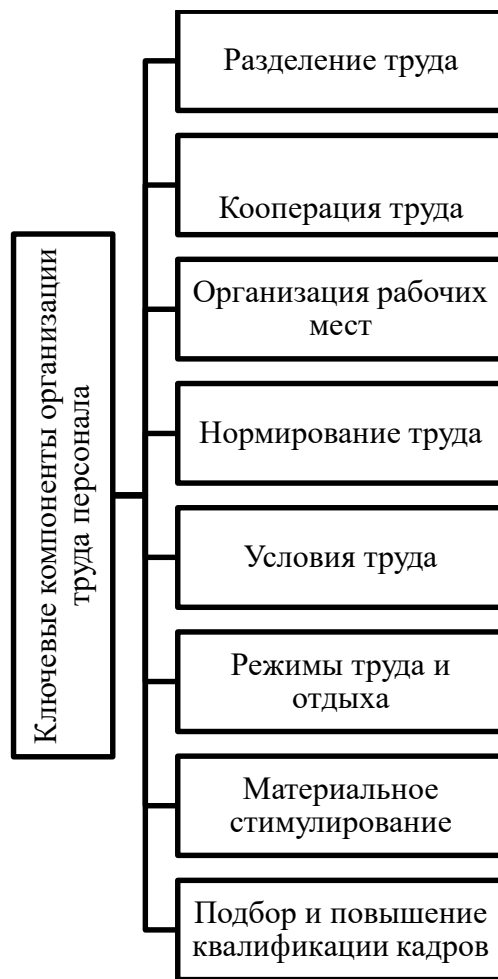 Ключевые компоненты организации
труда персонала
Разделение труда
Кооперация труда
Организация рабочих
мест
Нормирование труда
Условия труда
Режимы труда и
отдыха
Материальное
стимулирование
Подбор и повышение
квалификации кадров